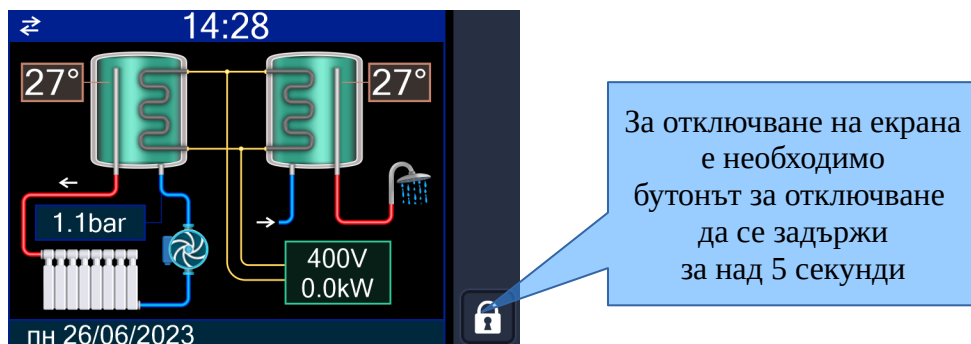 14:28
27°
27°
1.1bar
400V
0.0kW
пн 26/06/2023
За отключване на екрана
е необходимо
бутонът за отключване
да се задържи
за над 5 секунди